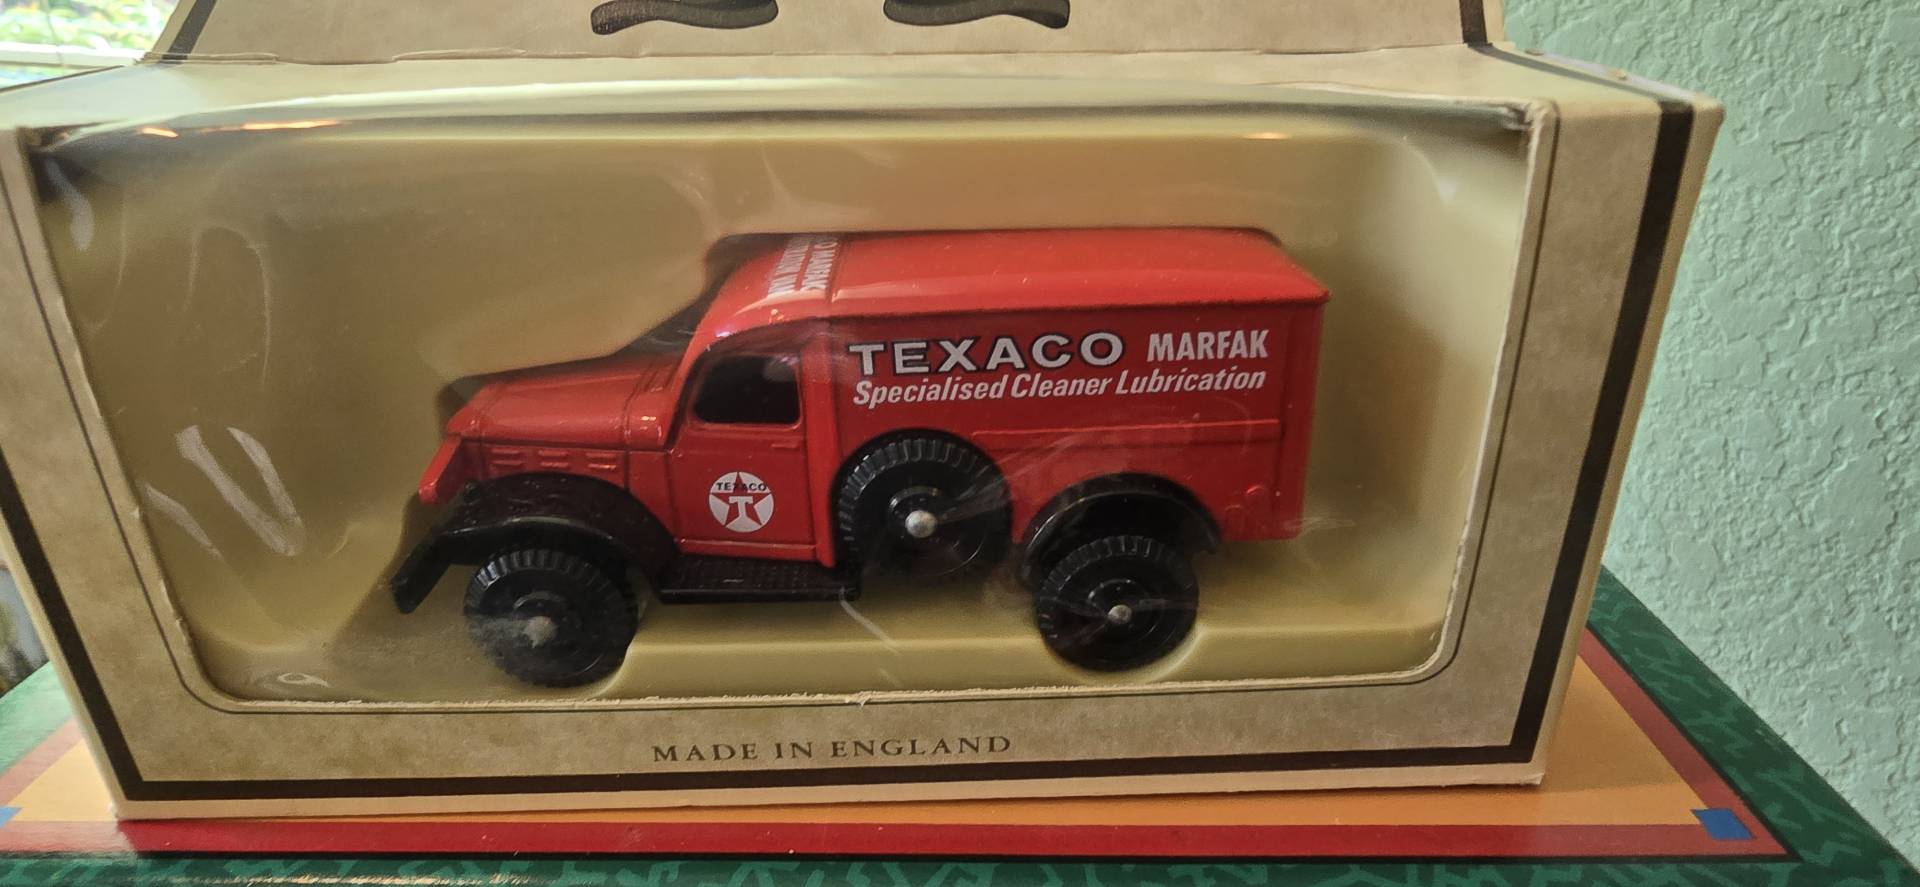 TEXACO MARFAK
Specialised Cleaner Lubrication
TEXACO
T
MADE IN ENGLAND